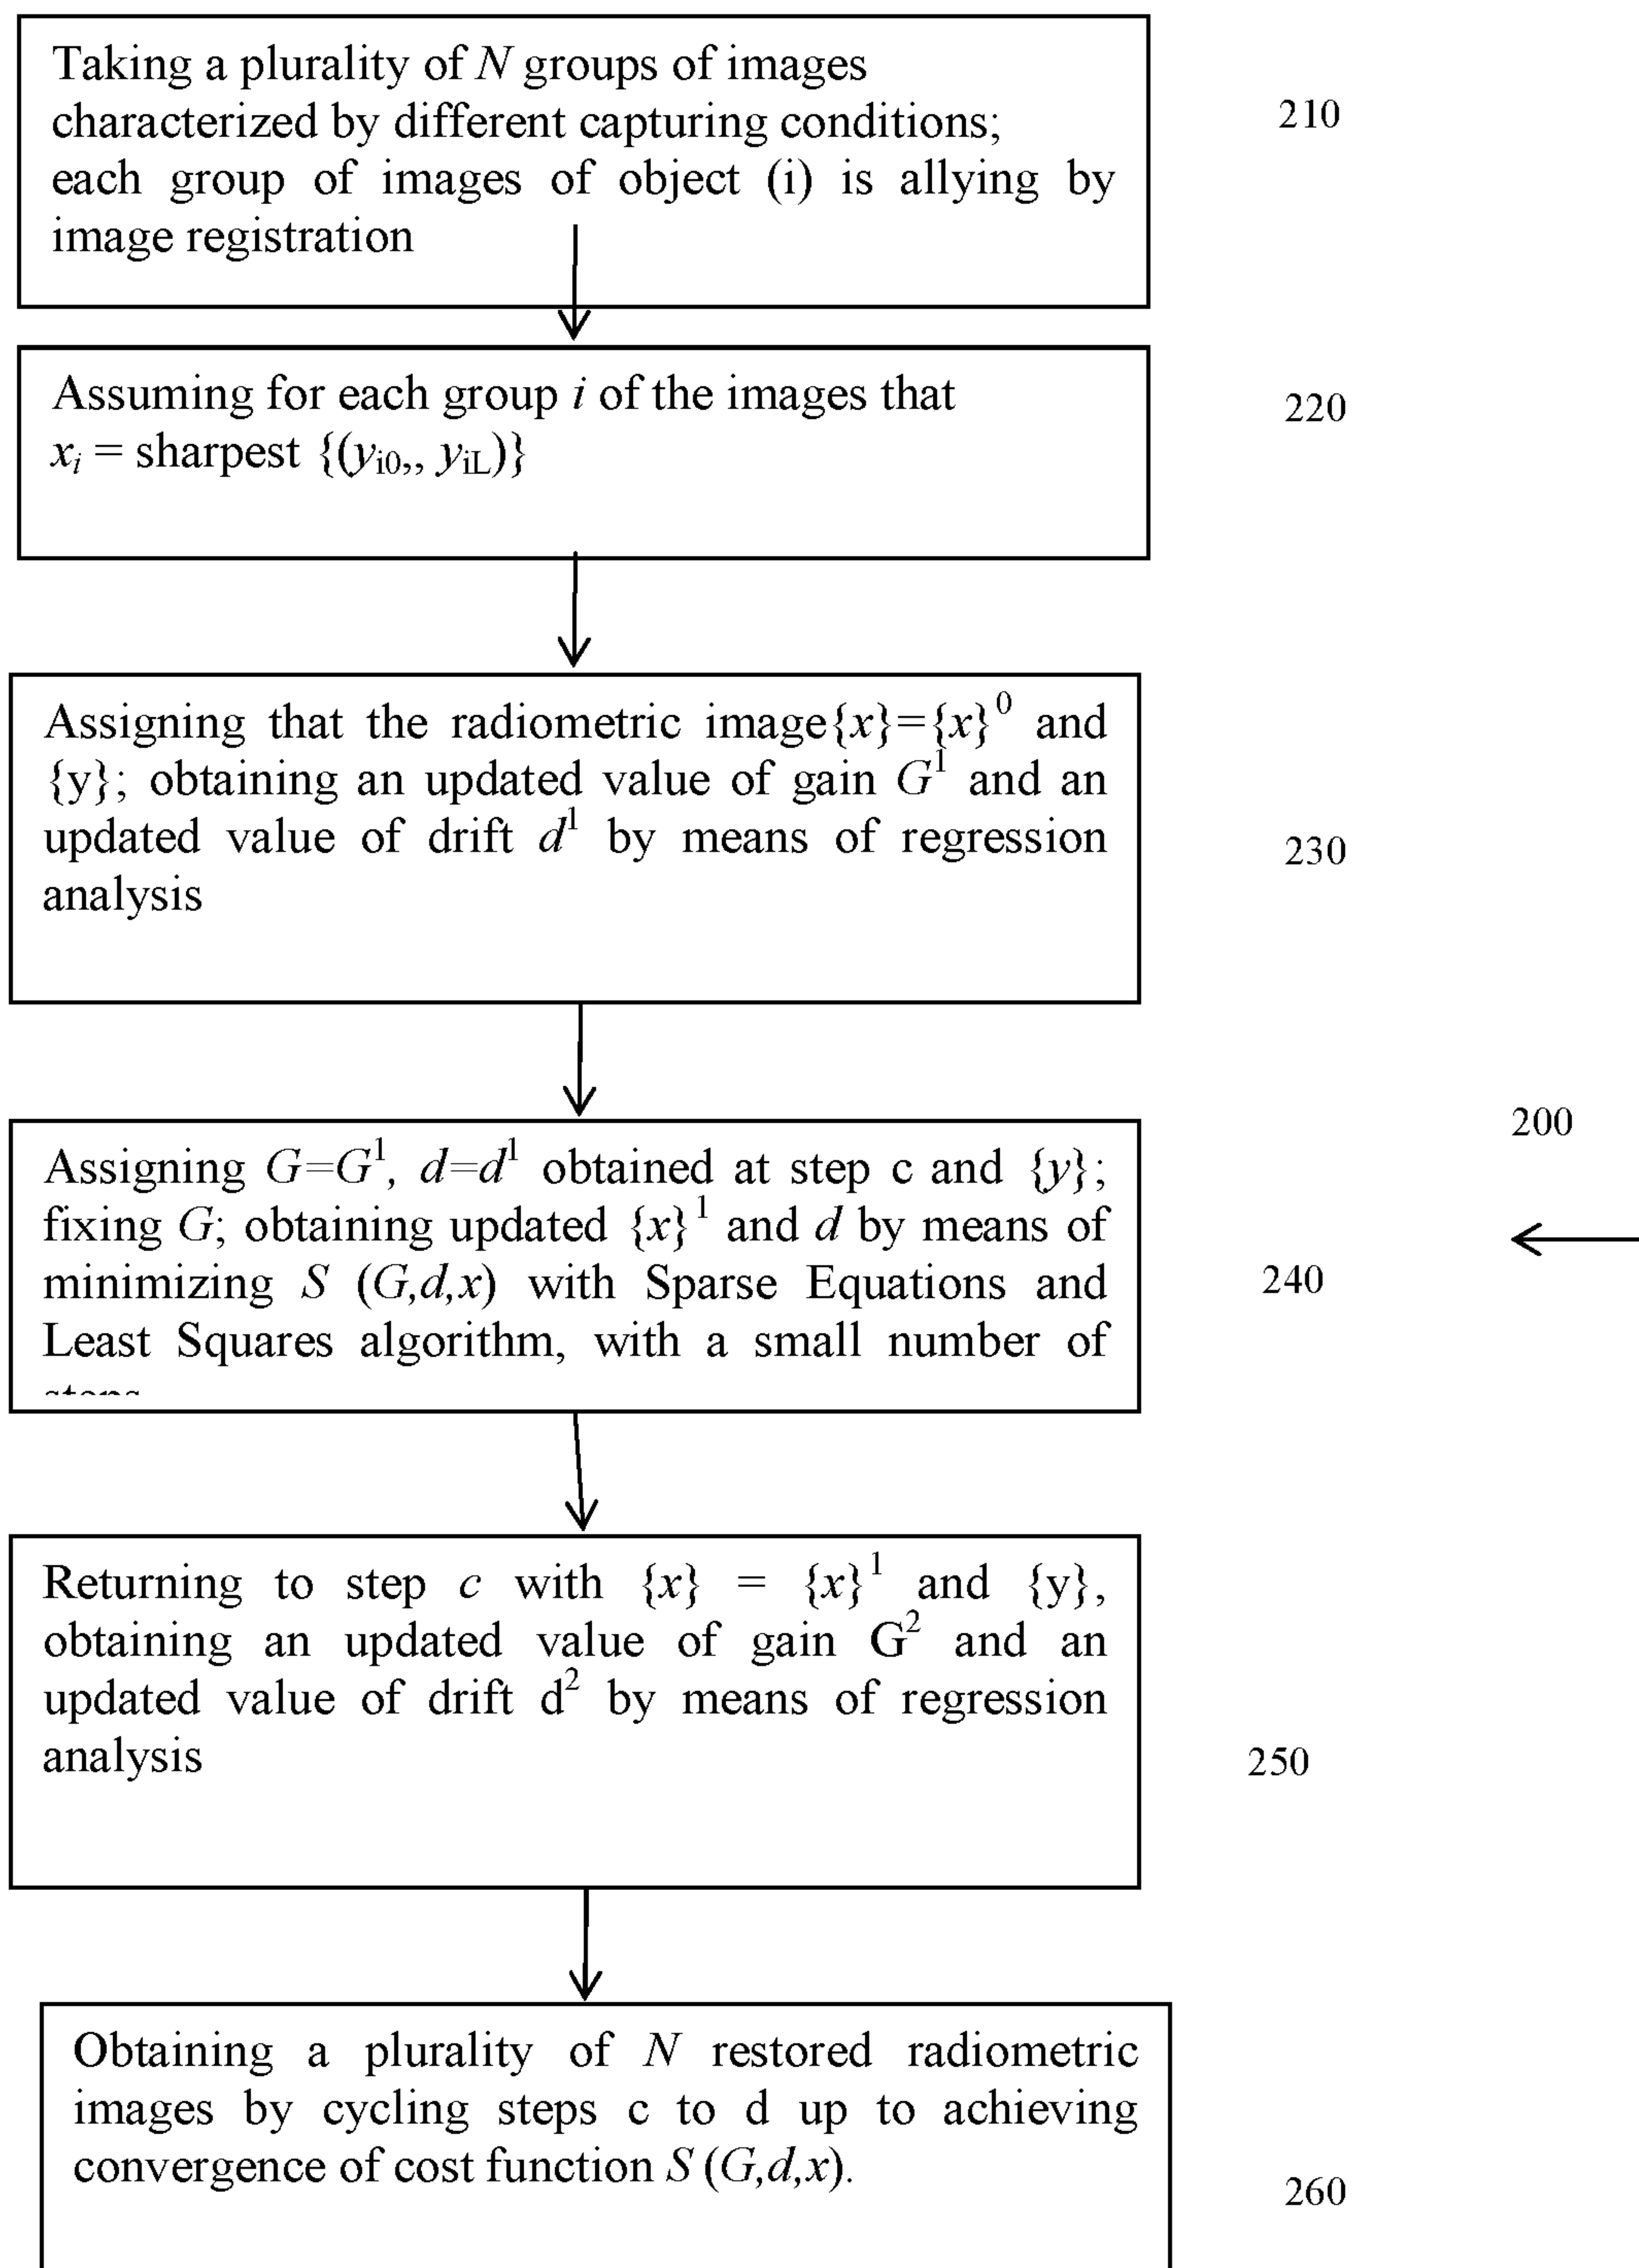 Taking a plurality of N groups of images
characterized by different capturing conditions;
each group of images of object (i) is allying by
image registration
210
Assuming for each group i of the images that
xᵢ = sharpest {(yi0,, yiL)}
220
Assigning that the radiometric image{x}={x}⁰ and
{y}; obtaining an updated value of gain G¹ and an
updated value of drift d¹ by means of regression
analysis
230
Assigning G=G¹, d=d¹ obtained at step c and {y};
fixing G; obtaining updated {x}¹ and d by means of
minimizing S (G,d,x) with Sparse Equations and
Least Squares algorithm, with a small number of
240
200
Returning to step c with {x} = {x}¹ and {y},
obtaining an updated value of gain G² and an
updated value of drift d² by means of regression
analysis
250
Obtaining a plurality of N restored radiometric
images by cycling steps c to d up to achieving
convergence of cost function S (G,d,x).
260